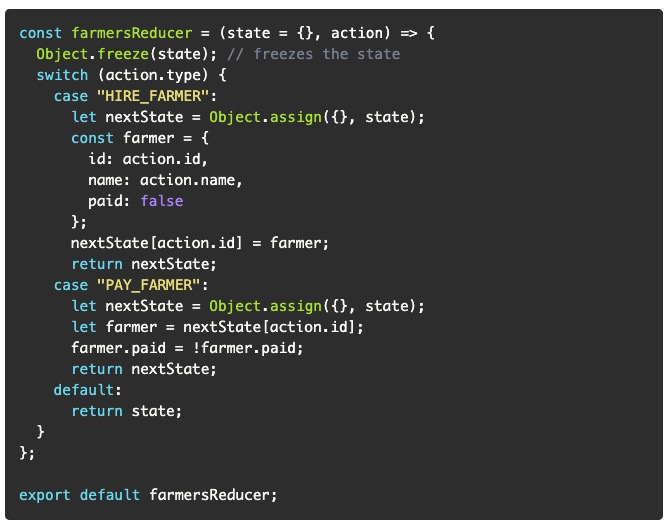 const farmersReducer = (state = {}, action) => {
  Object.freeze(state); // freezes the state
  switch (action.type) {
    case "HIRE_FARMER":
      let nextState = Object.assign({}, state);
      const farmer = {
        id: action.id,
        name: action.name,
        paid: false
      };
      nextState[action.id] = farmer;
      return nextState;
    case "PAY_FARMER":
      let nextState = Object.assign({}, state);
      let farmer = nextState[action.id];
      farmer.paid = !farmer.paid;
      return nextState;
    default:
      return state;
  }
};

export default farmersReducer;